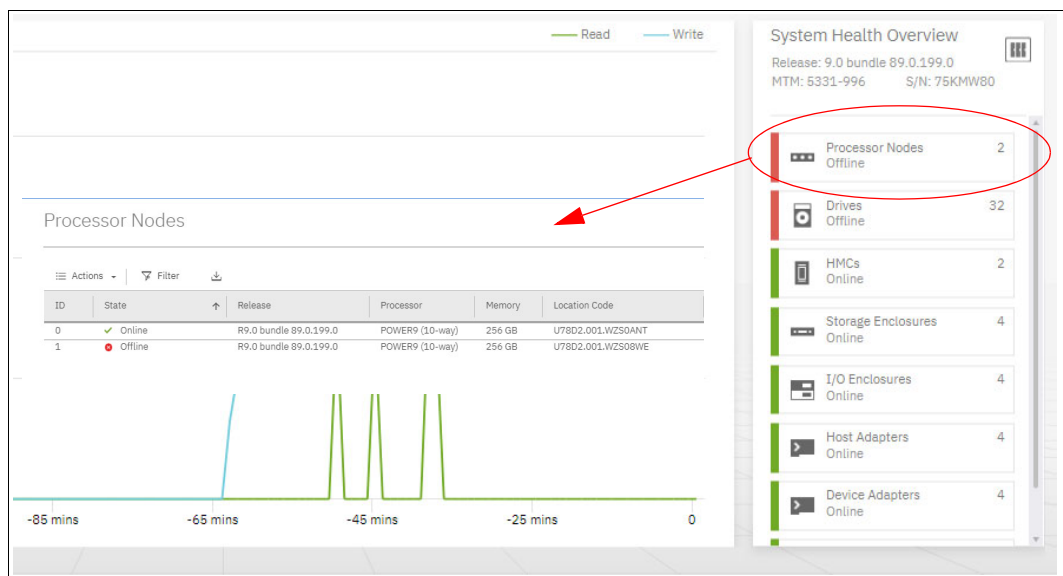 Read Write
Processor Nodes
Actions Filter
ID State Release Processor Memory Location Code
0 Online R9.0 bundle 89.0.199.0 POWER9 (10-way) 256 GB U78D2.001.WZS0ANT
1 Offline R9.0 bundle 89.0.199.0 POWER9 (10-way) 256 GB U78D2.001.WZS08WE
-85 mins -65 mins -45 mins -25 mins 0
System Health Overview
Release: 9.0 bundle 89.0.199.0
MTM: 5331-996 S/N: 75KMW80
Processor Nodes 2
Offline
Drives 32
Offline
HMCs 2
Online
Storage Enclosures 4
Online
I/O Enclosures 4
Online
Host Adapters 4
Online
Device Adapters 4
Online